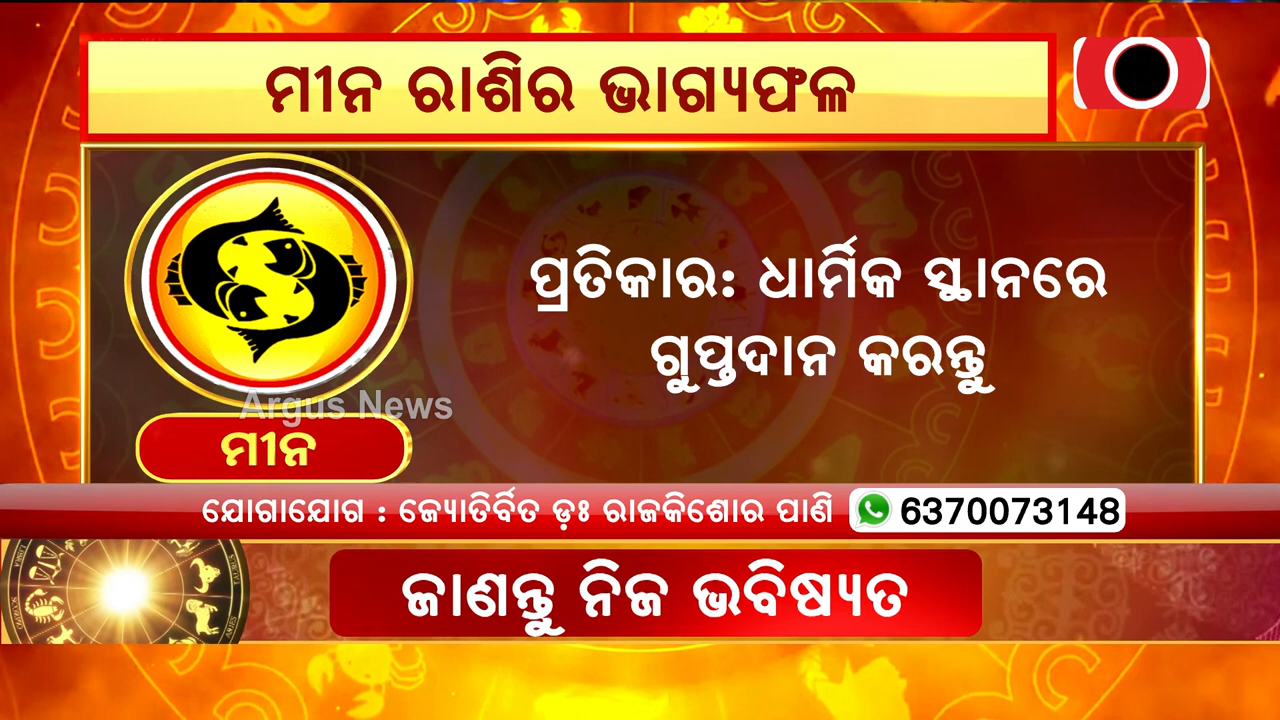 ମୀନ ରାଶିର ଭାଗ୍ୟଫଳ
ପ୍ରତିକାର: ଧାର୍ମିକ ସ୍ଥାନରେ
ଗୁପ୍ତଦାନ କରନ୍ତୁ
Argus News
ମୀନ
ଯୋଗାଯୋଗ : ଜ୍ୟୋତିର୍ବିତ ଡ଼ଃ ରାଜକିଶୋର ପାଣି 6370073148
ଜାଣନ୍ତୁ ନିଜ ଭବିଷ୍ୟତ